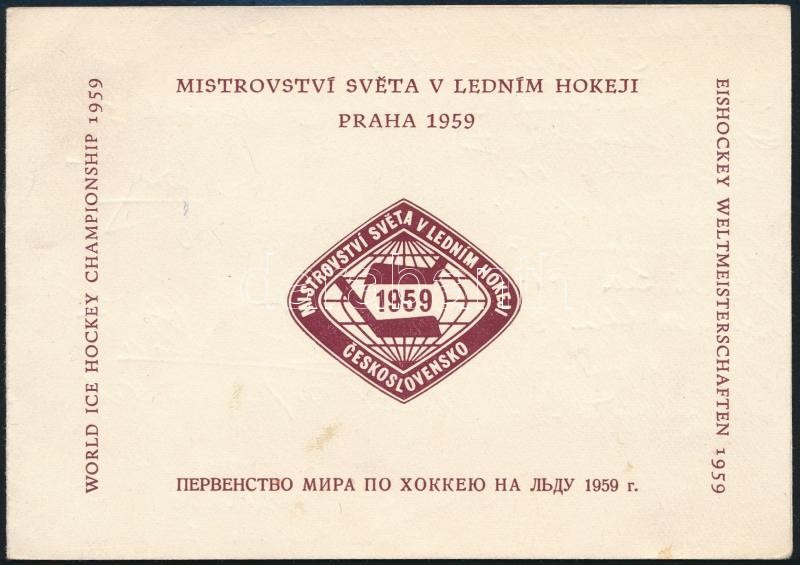 MISTROVSTVÍ SVĚTA V LEDNÍM HOKEJI
PRAHA 1959
WORLD ICE HOCKEY CHAMPIONSHIP 1959
EISHOCKEY WELTMEISTERSCHAFTEN 1959
MISTROVSTVÍ SVĚTA V LEDNÍM HOKEJI
1959
ČESKOSLOVENSKO
ПЕРВЕНСТВО МИРА ПО ХОККЕЮ НА ЛЬДУ 1959 г.